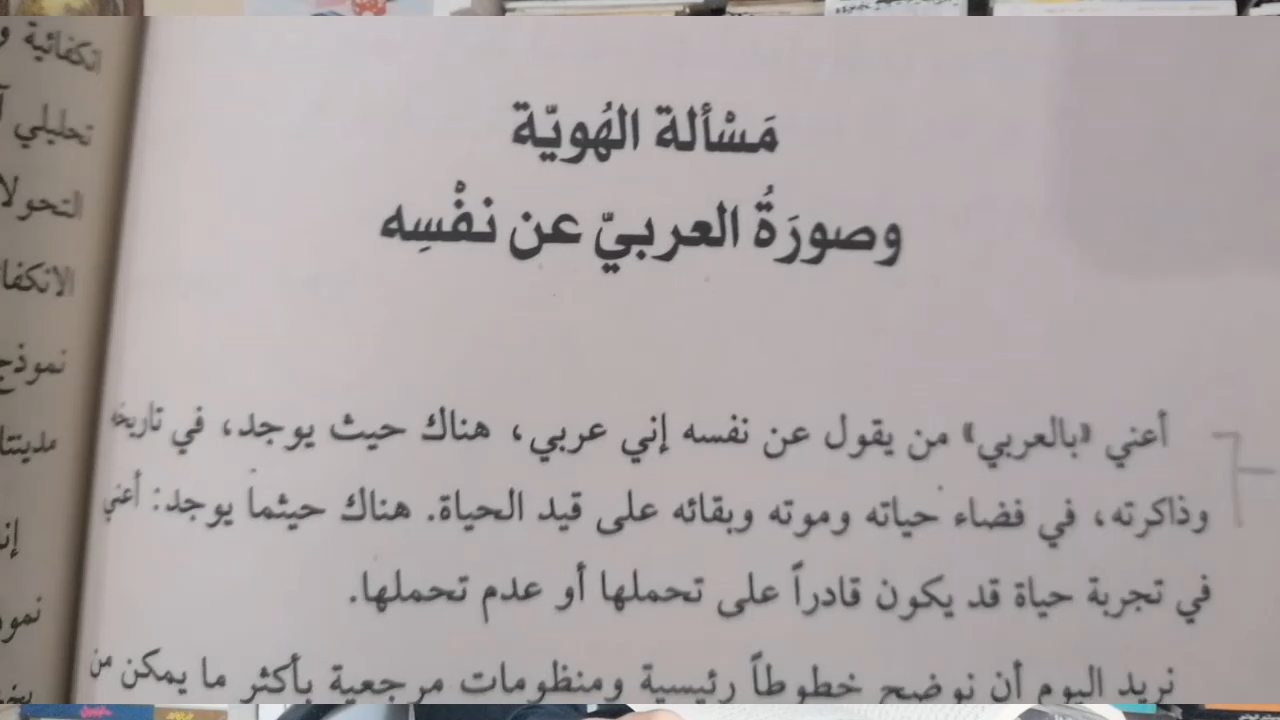 مَسْألة الهُويّة
وصورَةُ العربيّ عن نفْسِه
أعني «بالعربي» من يقول عن نفسه إني عربي، هناك حيث يوجد، في تاريخه
وذاكرته، في فضاء حياته وموته وبقائه على قيد الحياة. هناك حيثما يوجد: أعني
في تجربة حياة قد يكون قادراً على تحملها أو عدم تحملها.
نريد اليوم أن نوضح خطوطاً رئيسية ومنظومات مرجعية بأكثر ما يمكن من
انكفائية
تحليلي